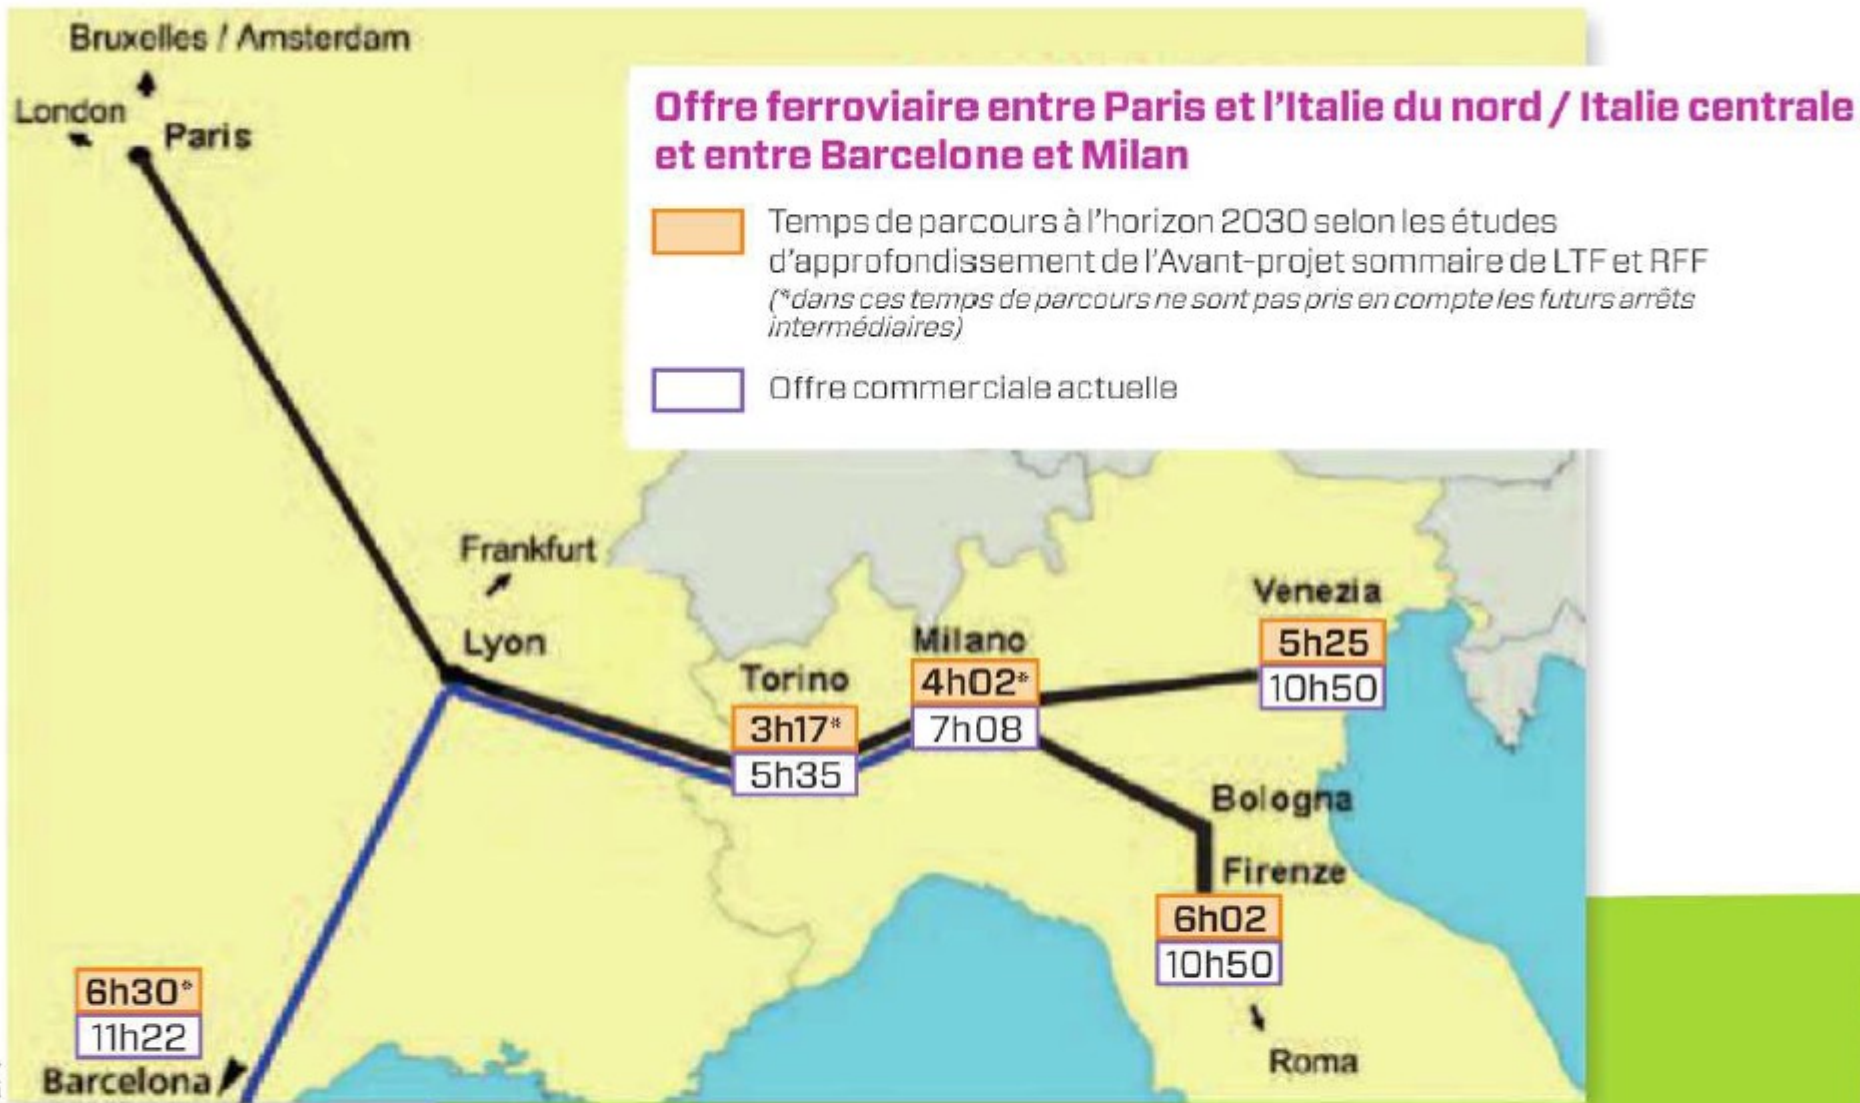 Bruxelles / Amsterdam
London
Paris
Offre ferroviaire entre Paris et l'Italie du nord / Italie centrale
et entre Barcelone et Milan
Temps de parcours à l'horizon 2030 selon les études
d'approfondissement de l'Avant-projet sommaire de LTF et RFF
(*dans ces temps de parcours ne sont pas pris en compte les futurs arrêts
intermédiaires)
Offre commerciale actuelle
Frankfurt
Lyon
Torino
3h17*
5h35
Milano
4h02*
7h08
Venezia
5h25
10h50
Bologna
Firenze
6h02
10h50
Roma
6h30*
11h22
Barcelona